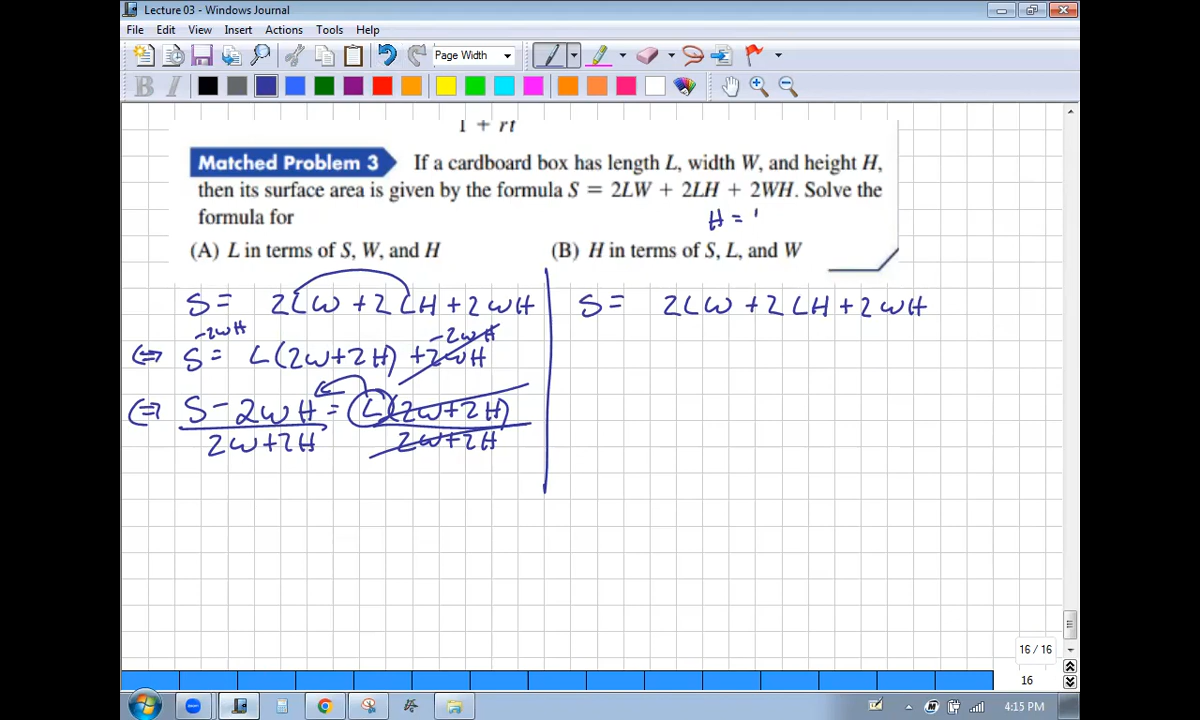 Lecture 03 - Windows Journal
File Edit View Insert Actions Tools Help
Page Width
B I
1 + rt
Matched Problem 3 If a cardboard box has length L, width W, and height H,
then its surface area is given by the formula S = 2LW + 2LH + 2WH. Solve the
formula for
H = '
(A) L in terms of S, W, and H
(B) H in terms of S, L, and W
S = 2LW + 2LH + 2WH
-2WH -2WH
⇔ S = L(2W+2H) + 2WH
⇔ S - 2WH = L(2W+2H)
2W+2H 2W+2H
S = 2LW + 2LH + 2WH
16 / 16
16
4:15 PM